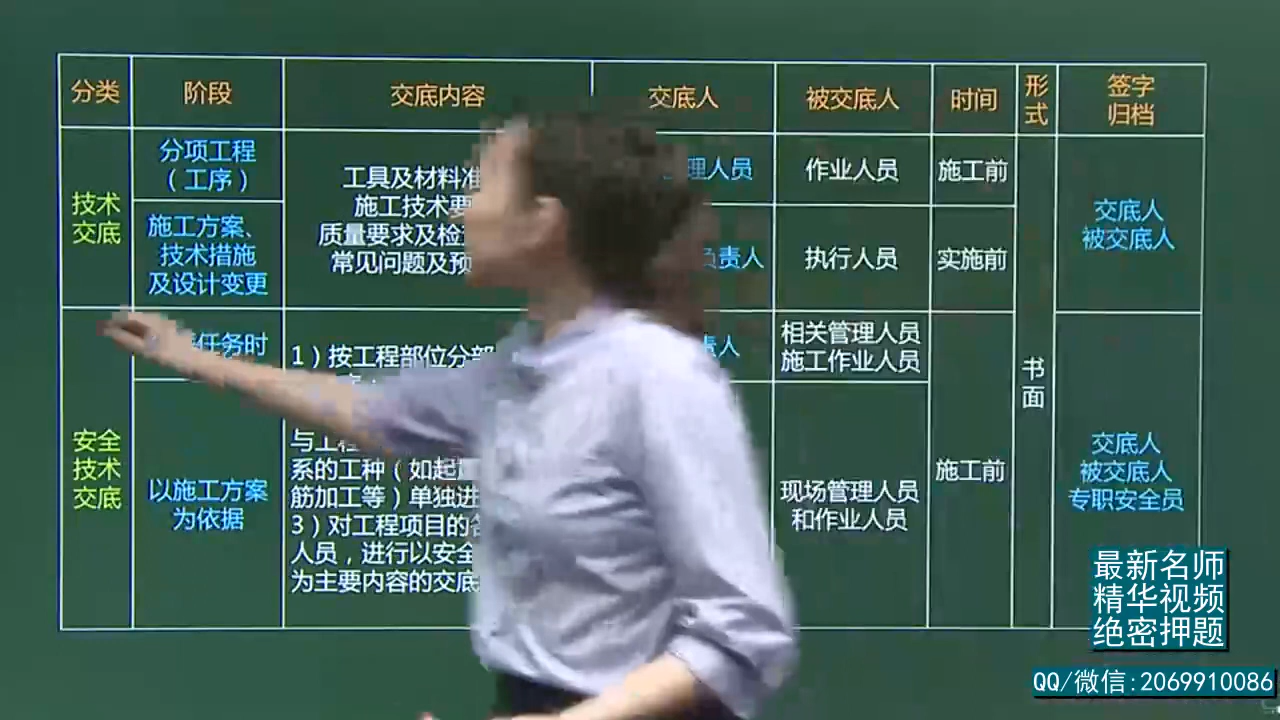 分类
阶段
交底内容
交底人
被交底人
时间
形
式
签字
归档
技术
交底
分项工程
（工序）
工具及材料准
施工技术要
质量要求及检
常见问题及预
理人员
作业人员
施工前
交底人
被交底人
施工方案、
技术措施
及设计变更
负责人
执行人员
实施前
书
面
安全
技术
交底
任务时
1）按工程部位分部
责人
相关管理人员
施工作业人员
施工前
交底人
被交底人
专职安全员
以施工方案
为依据
与工程
系的工种（如起重
筋加工等）单独进
3）对工程项目的各
人员，进行以安全
为主要内容的交底
现场管理人员
和作业人员
最新名师
精华视频
绝密押题
QQ/微信:2069910086